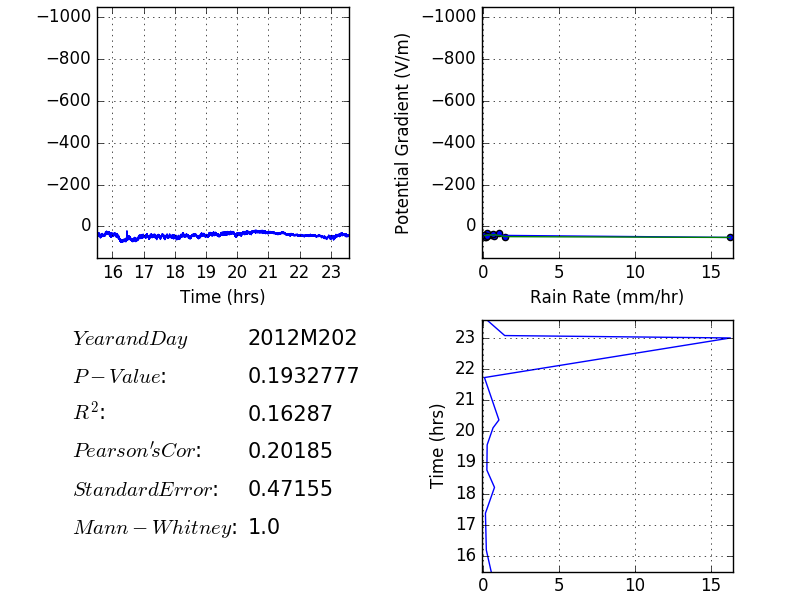 −1000
−800
−600
−400
−200
0
16 17 18 19 20 21 22 23
Time (hrs)
Potential Gradient (V/m)
−1000
−800
−600
−400
−200
0
0 5 10 15
Rain Rate (mm/hr)
YearandDay 2012M202
P−Value: 0.1932777
R²: 0.16287
Pearson'sCor: 0.20185
StandardError: 0.47155
Mann−Whitney: 1.0
Time (hrs)
23
22
21
20
19
18
17
16
0 5 10 15